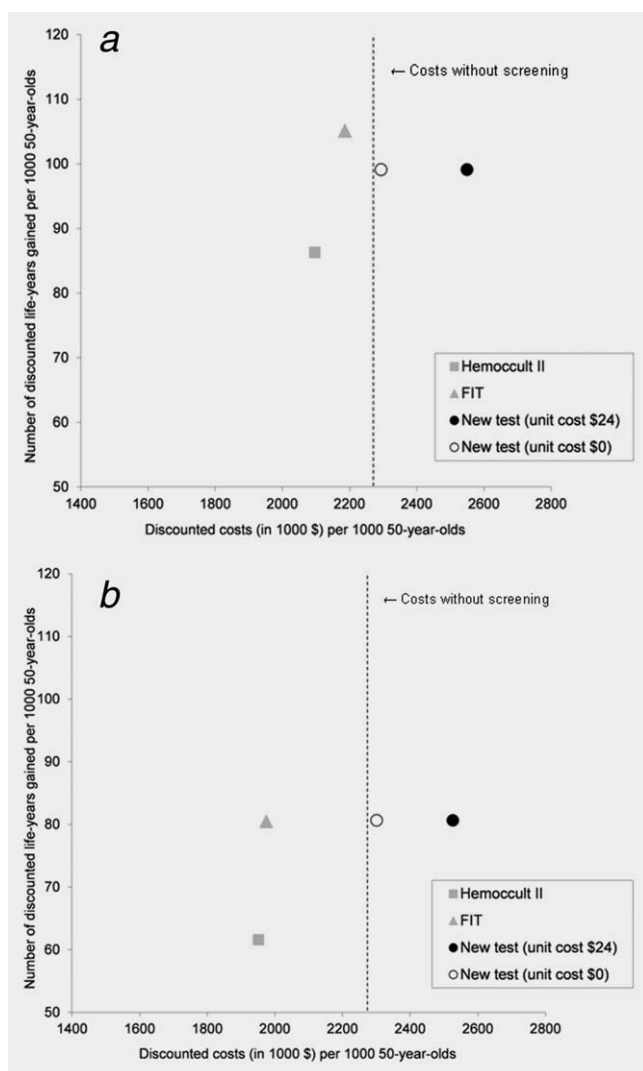 a
120
110
100
90
80
70
60
50
1400
1600
1800
2000
2200
2400
2600
2800
Number of discounted life-years gained per 1000 50-year-olds
Discounted costs (in 1000 $) per 1000 50-year-olds
← Costs without screening
Hemoccult II
FIT
New test (unit cost $24)
New test (unit cost $0)
b
120
110
100
90
80
70
60
50
1400
1600
1800
2000
2200
2400
2600
2800
Number of discounted life-years gained per 1000 50-year-olds
Discounted costs (in 1000 $) per 1000 50-year-olds
← Costs without screening
Hemoccult II
FIT
New test (unit cost $24)
New test (unit cost $0)